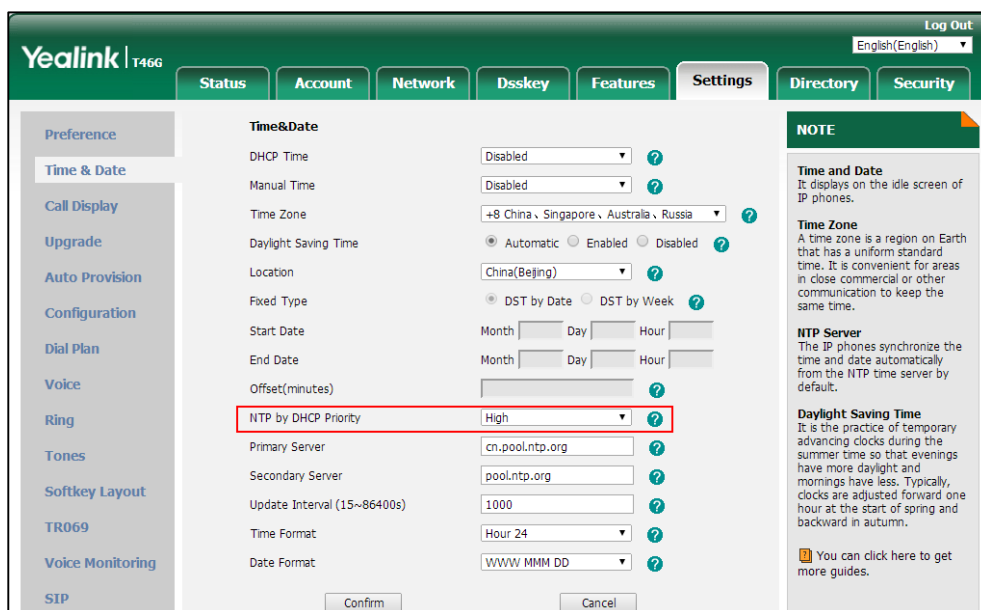 Log Out
English(English)
Yealink T46G
Status Account Network Dsskey Features Settings Directory Security
Preference
Time & Date
Call Display
Upgrade
Auto Provision
Configuration
Dial Plan
Voice
Ring
Tones
Softkey Layout
TR069
Voice Monitoring
SIP
Time&Date
DHCP Time Disabled ?
Manual Time Disabled ?
Time Zone +8 China、Singapore、Australia、Russia ?
Daylight Saving Time Automatic Enabled Disabled ?
Location China(Beijing) ?
Fixed Type DST by Date DST by Week ?
Start Date Month Day Hour
End Date Month Day Hour
Offset(minutes) ?
NTP by DHCP Priority High ?
Primary Server cn.pool.ntp.org ?
Secondary Server pool.ntp.org ?
Update Interval (15~86400s) 1000 ?
Time Format Hour 24 ?
Date Format WWW MMM DD ?
Confirm Cancel
NOTE
Time and Date
It displays on the idle screen of
IP phones.
Time Zone
A time zone is a region on Earth
that has a uniform standard
time. It is convenient for areas
in close commercial or other
communication to keep the
same time.
NTP Server
The IP phones synchronize the
time and date automatically
from the NTP time server by
default.
Daylight Saving Time
It is the practice of temporary
advancing clocks during the
summer time so that evenings
have more daylight and
mornings have less. Typically,
clocks are adjusted forward one
hour at the start of spring and
backward in autumn.
? You can click here to get
more guides.